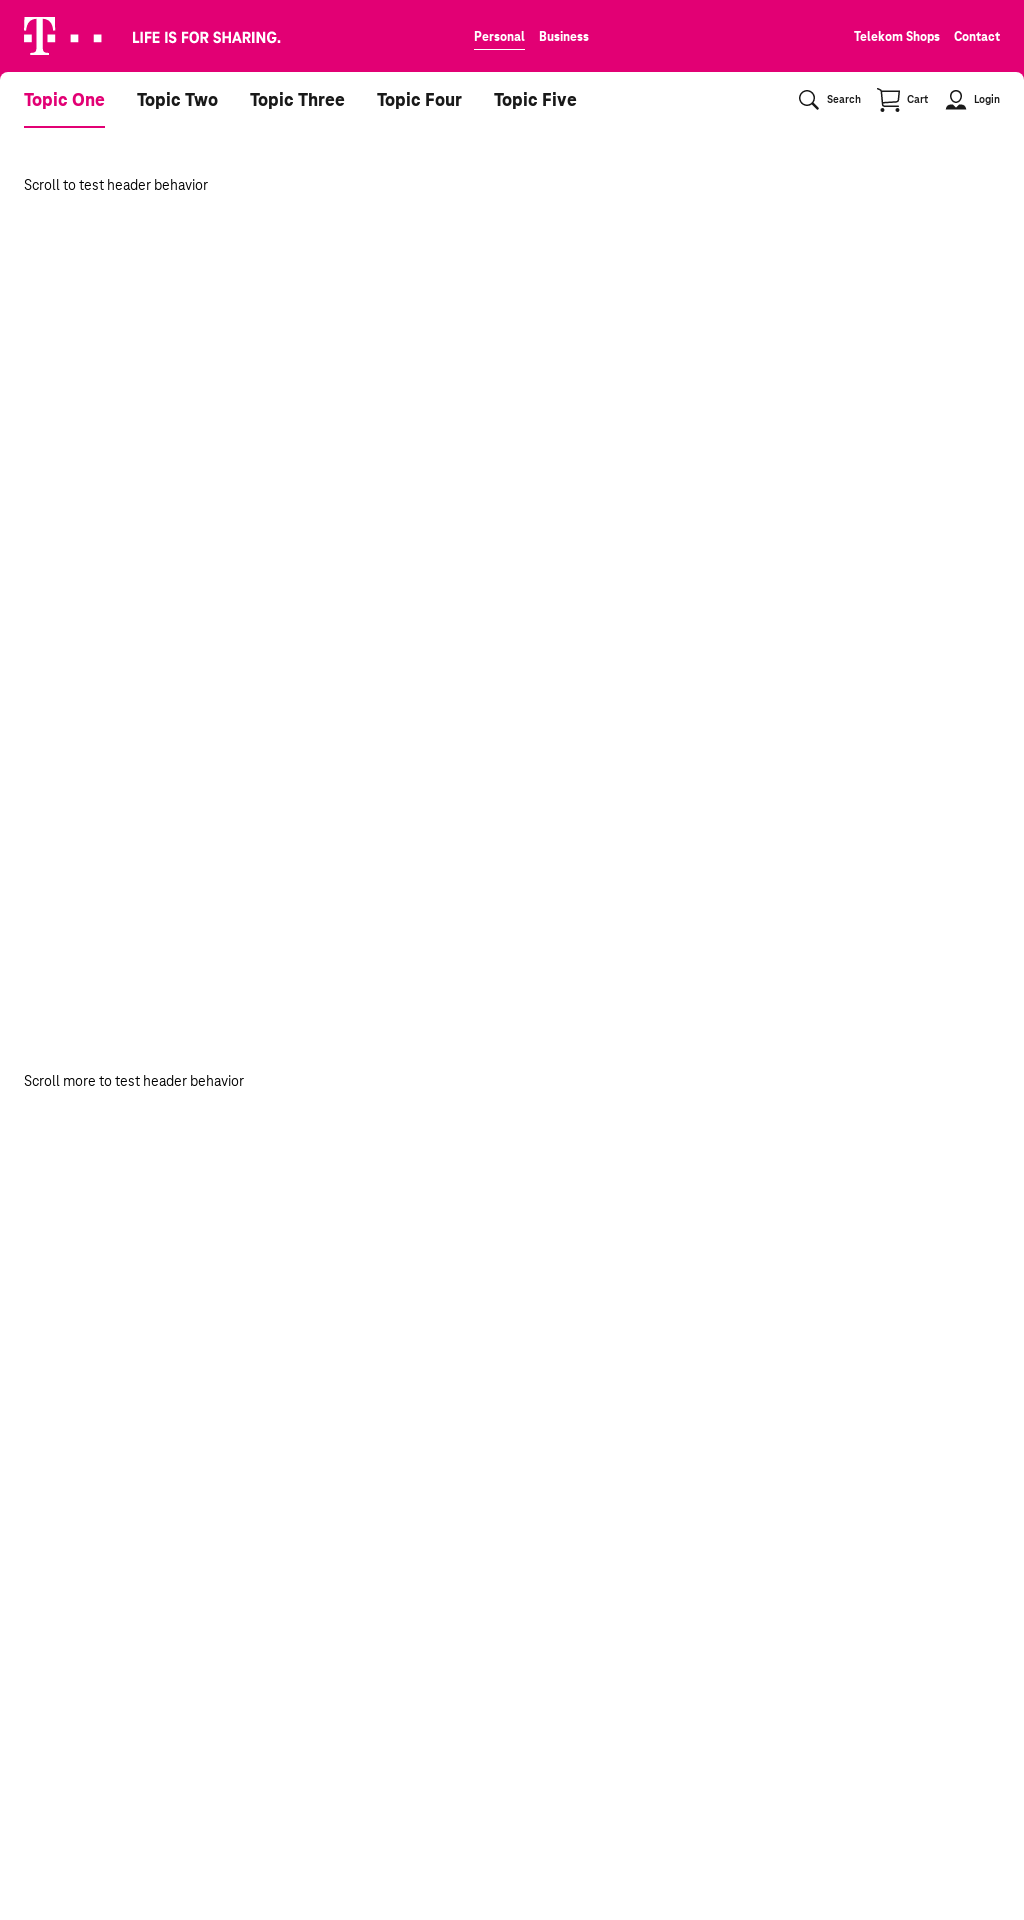 T LIFE IS FOR SHARING. Personal Business Telekom Shops Contact
Topic One Topic Two Topic Three Topic Four Topic Five Search Cart Login
Scroll to test header behavior
Scroll more to test header behavior